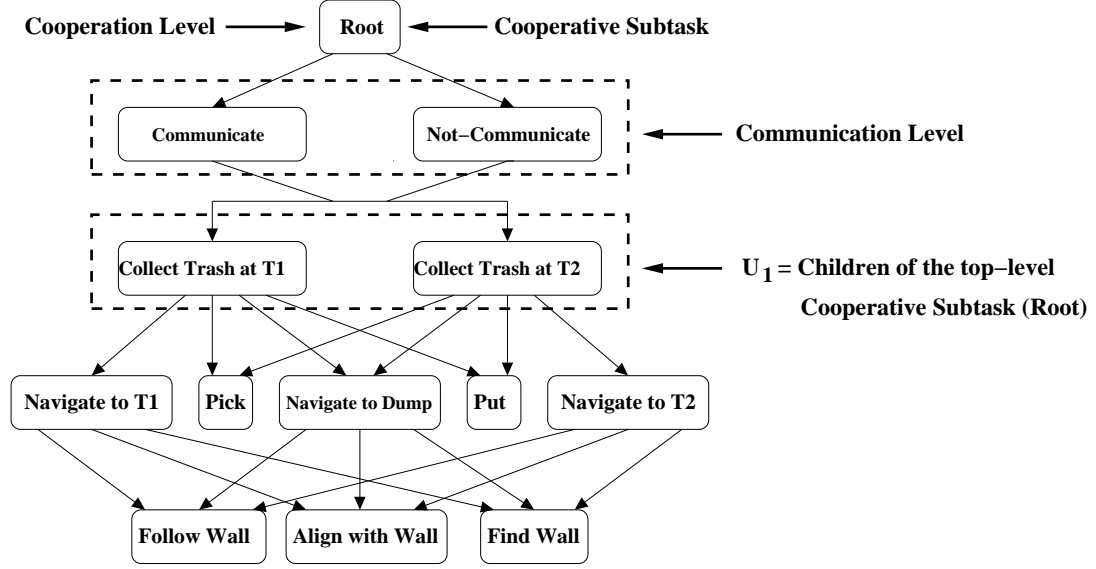 Cooperation Level
Root
Cooperative Subtask
Communicate
Not−Communicate
Communication Level
Collect Trash at T1
Collect Trash at T2
U1 = Children of the top−level
Cooperative Subtask (Root)
Navigate to T1
Pick
Navigate to Dump
Put
Navigate to T2
Follow Wall
Align with Wall
Find Wall